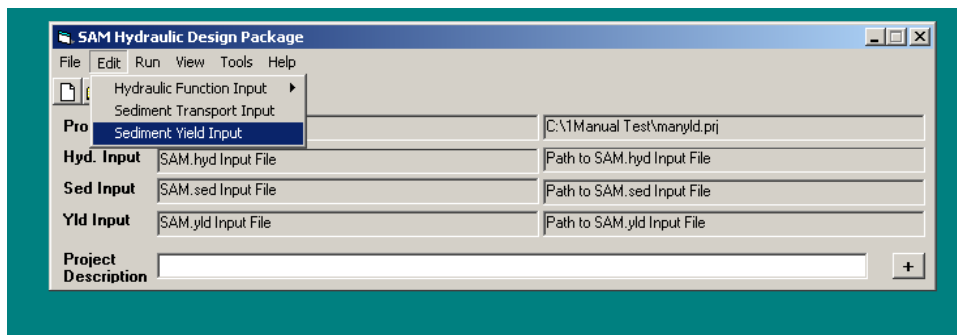 SAM Hydraulic Design Package
File Edit Run View Tools Help
Hydraulic Function Input
Sediment Transport Input
Sediment Yield Input
Pro C:\1Manual Test\manyld.prj
Hyd. Input SAM.hyd Input File Path to SAM.hyd Input File
Sed Input SAM.sed Input File Path to SAM.sed Input File
Yld Input SAM.yld Input File Path to SAM.yld Input File
Project
Description +